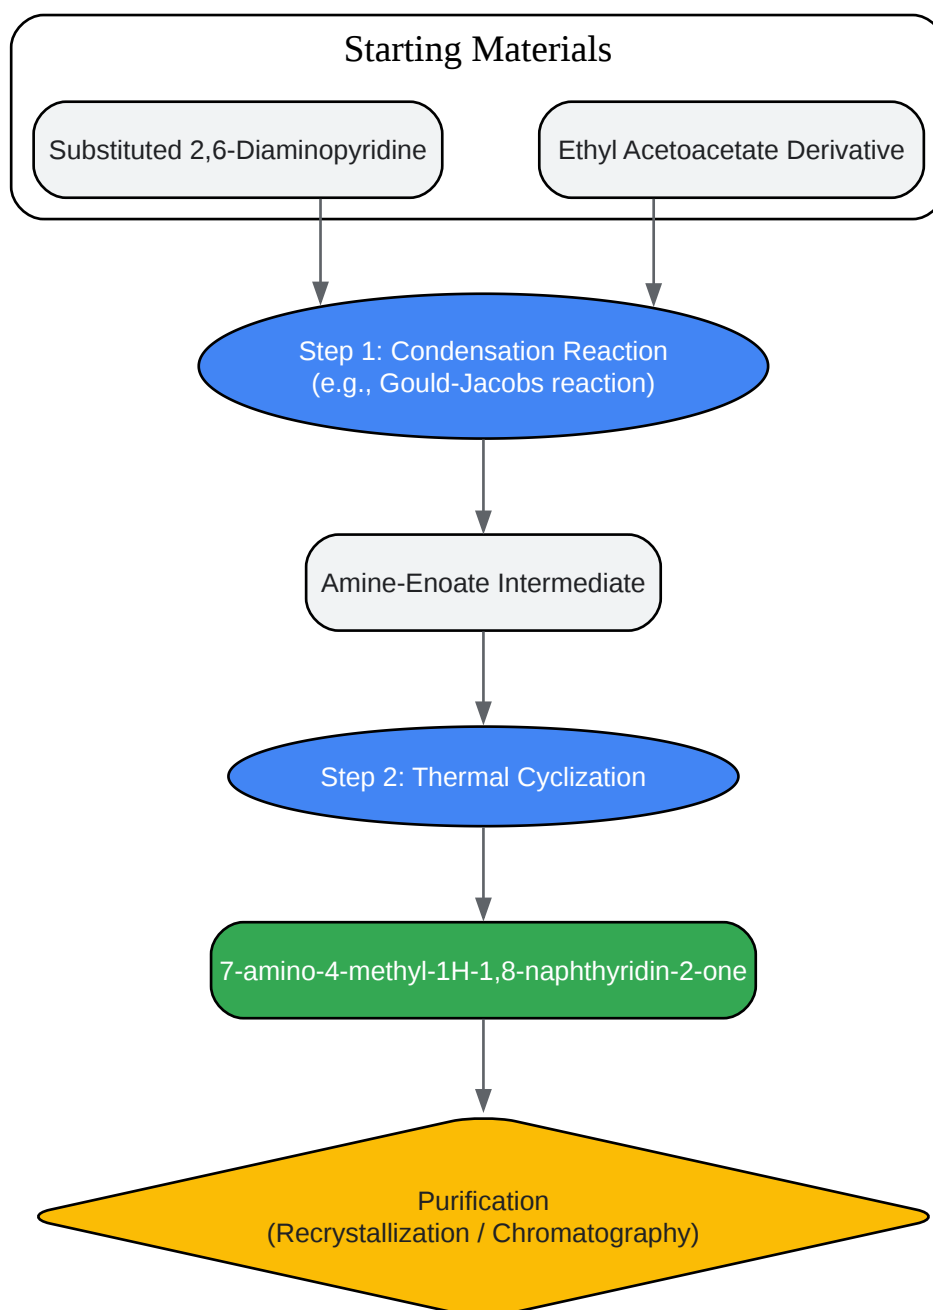 Starting Materials
Substituted 2,6-Diaminopyridine
Ethyl Acetoacetate Derivative
Step 1: Condensation Reaction
(e.g., Gould-Jacobs reaction)
Amine-Enoate Intermediate
Step 2: Thermal Cyclization
7-amino-4-methyl-1H-1,8-naphthyridin-2-one
Purification
(Recrystallization / Chromatography)